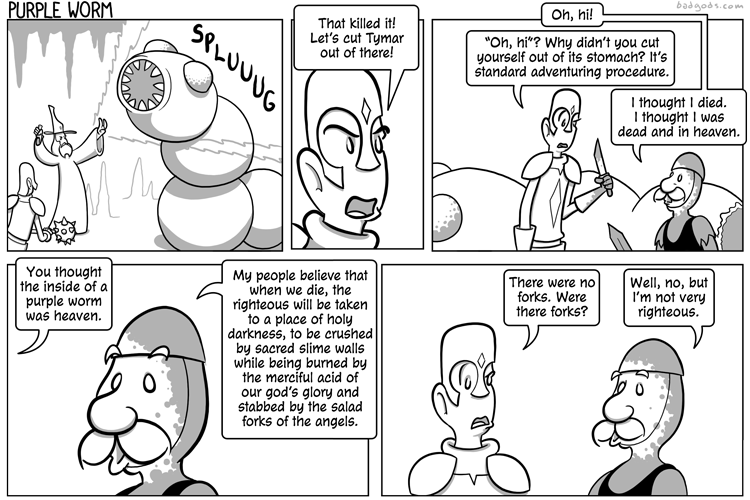 PURPLE WORM
badgods.com
SPLUUUG
That killed it!
Let's cut Tymar
out of there!
Oh, hi!
"Oh, hi"? Why didn't you cut
yourself out of its stomach? It's
standard adventuring procedure.
I thought I died.
I thought I was
dead and in heaven.
You thought
the inside of a
purple worm
was heaven.
My people believe that
when we die, the
righteous will be taken
to a place of holy
darkness, to be crushed
by sacred slime walls
while being burned by
the merciful acid of
our god's glory and
stabbed by the salad
forks of the angels.
There were no
forks. Were
there forks?
Well, no, but
I'm not very
righteous.